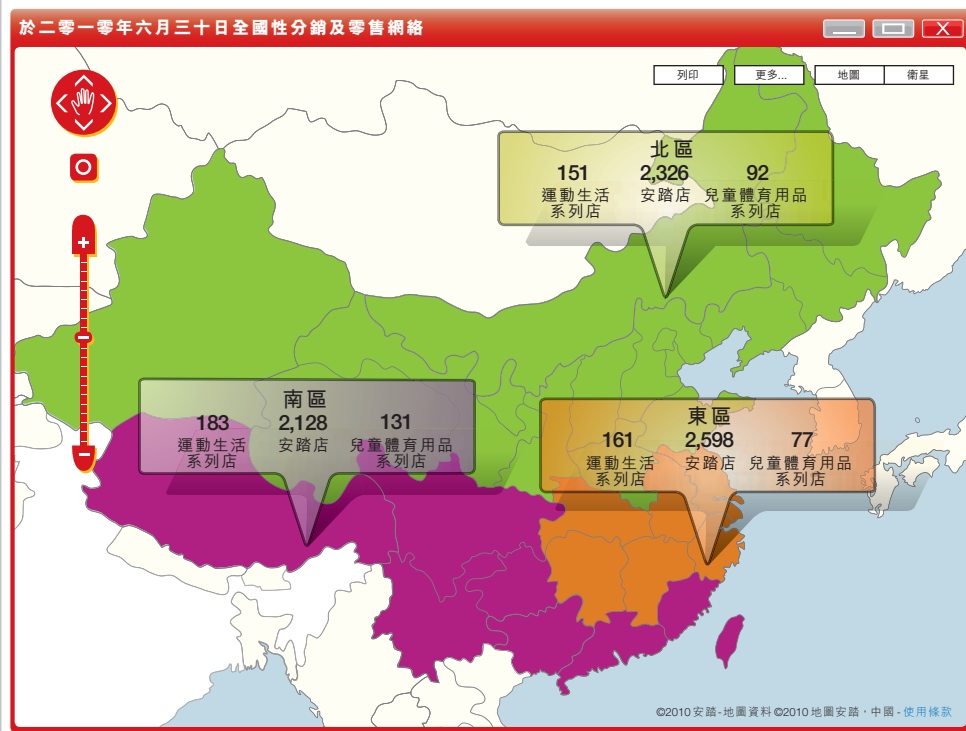 於二零一零年六月三十日全國性分銷及零售網絡
列印
更多...
地圖
衛星
北區
151
2,326
92
運動生活
系列店
安踏店
兒童體育用品
系列店
南區
183
2,128
131
運動生活
系列店
安踏店
兒童體育用品
系列店
東區
161
2,598
77
運動生活
系列店
安踏店
兒童體育用品
系列店
©2010 安踏-地圖資料 ©2010 地圖安踏，中國 - 使用條款